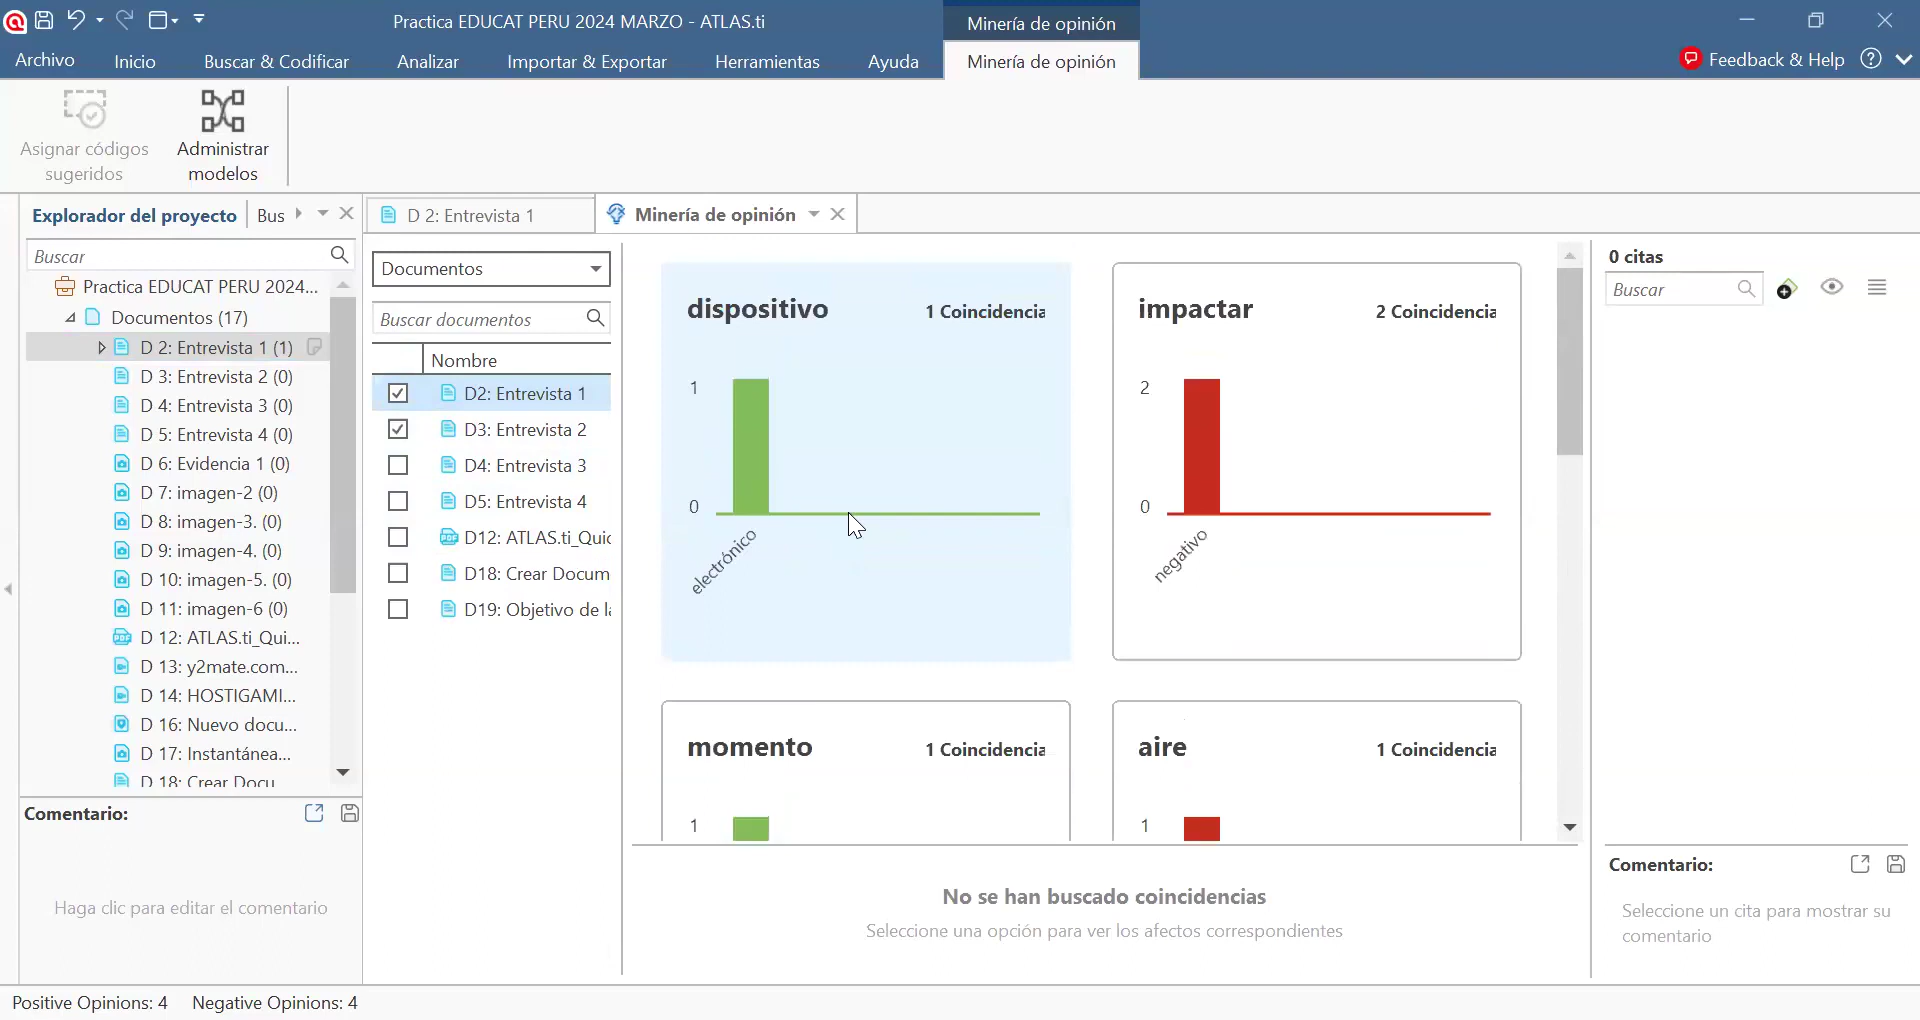 Practica EDUCAT PERU 2024 MARZO - ATLAS.ti
Minería de opinión
Archivo
Inicio
Buscar & Codificar
Analizar
Importar & Exportar
Herramientas
Ayuda
Minería de opinión
Feedback & Help
Asignar códigos
sugeridos
Administrar
modelos
Explorador del proyecto
Bus
Buscar
Practica EDUCAT PERU 2024...
Documentos (17)
D 2: Entrevista 1 (1)
D 3: Entrevista 2 (0)
D 4: Entrevista 3 (0)
D 5: Entrevista 4 (0)
D 6: Evidencia 1 (0)
D 7: imagen-2 (0)
D 8: imagen-3. (0)
D 9: imagen-4. (0)
D 10: imagen-5. (0)
D 11: imagen-6 (0)
D 12: ATLAS.ti_Qui...
D 13: y2mate.com...
D 14: HOSTIGAMI...
D 16: Nuevo docu...
D 17: Instantánea...
D 18: Crear Docu
Comentario:
Haga clic para editar el comentario
D 2: Entrevista 1
Minería de opinión
Documentos
Buscar documentos
Nombre
D2: Entrevista 1
D3: Entrevista 2
D4: Entrevista 3
D5: Entrevista 4
D12: ATLAS.ti_Quic
D18: Crear Docum
D19: Objetivo de la
dispositivo
1 Coincidencia
1
0
electrónico
impactar
2 Coincidencia
2
0
negativo
momento
1 Coincidencia
1
aire
1 Coincidencia
1
No se han buscado coincidencias
Seleccione una opción para ver los afectos correspondientes
0 citas
Buscar
Comentario:
Seleccione un cita para mostrar su
comentario
Positive Opinions: 4
Negative Opinions: 4